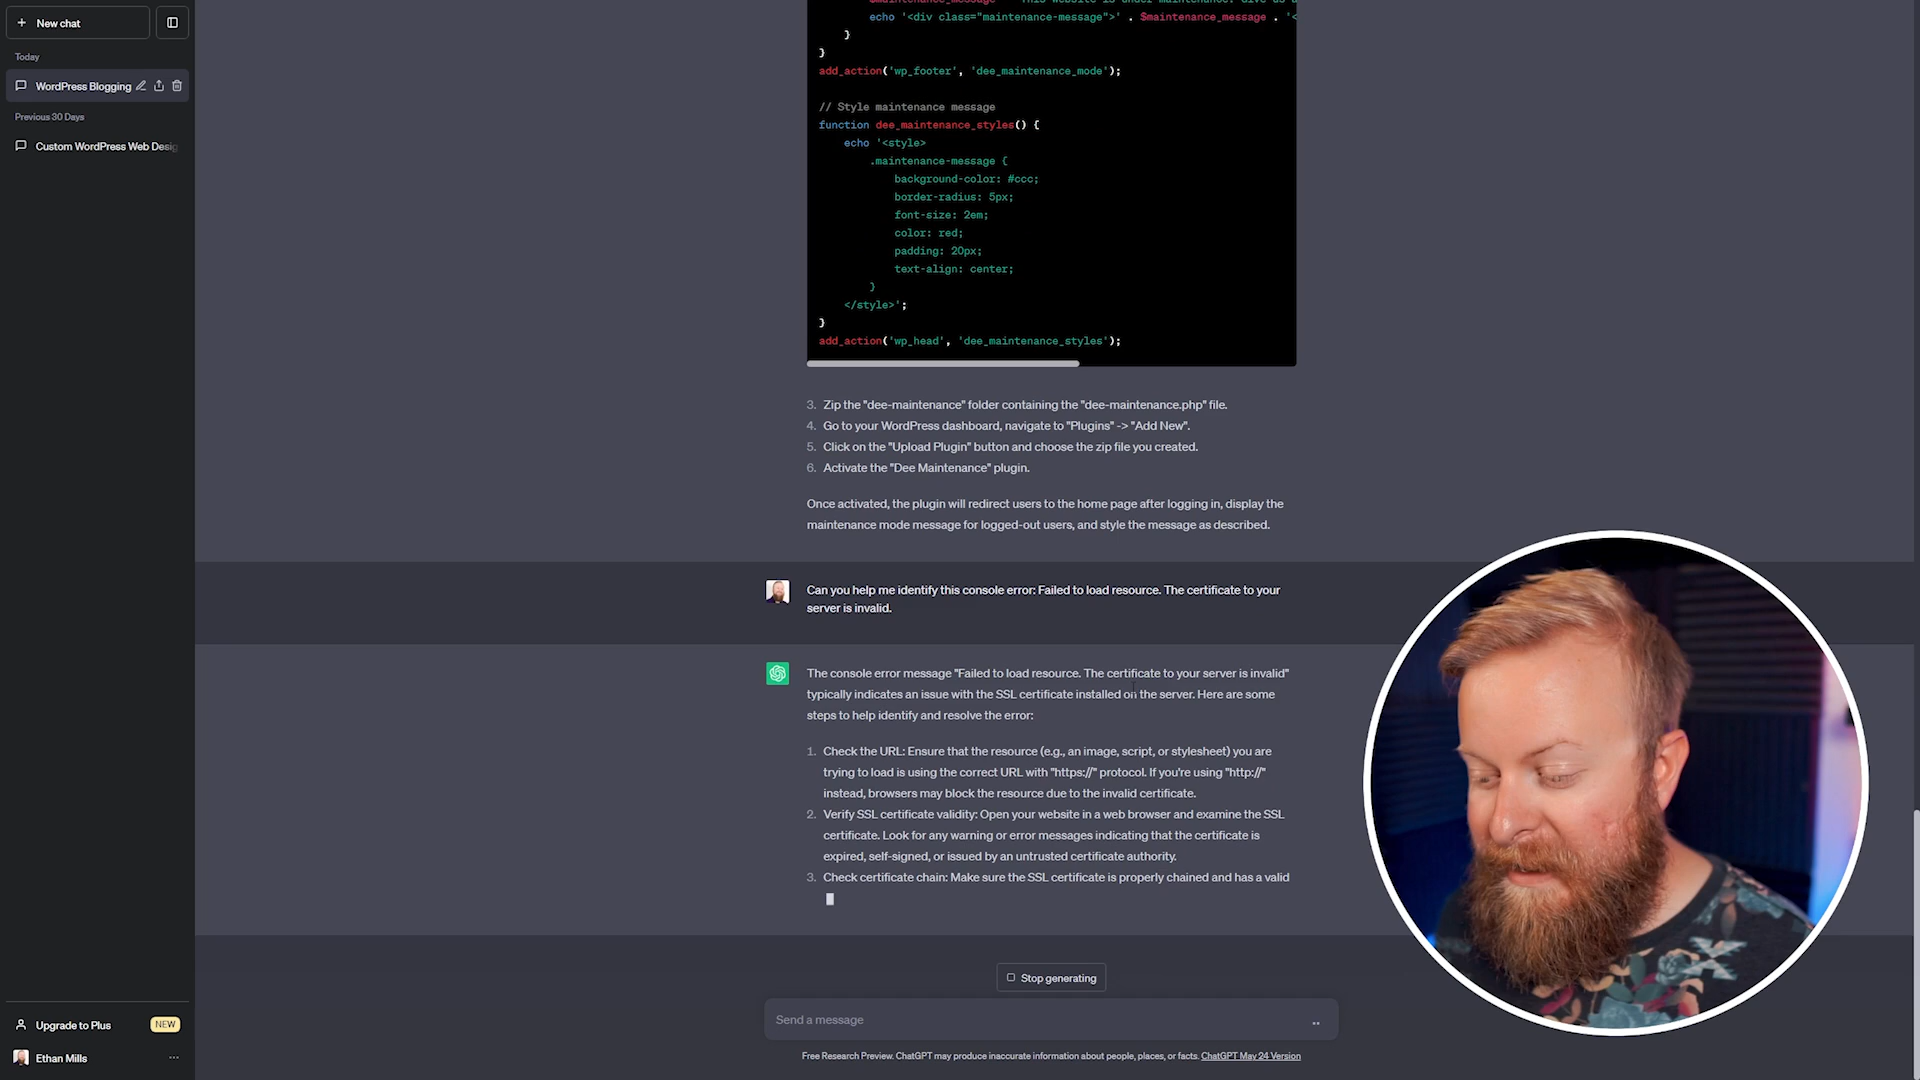 New chat
Today
WordPress Blogging
Previous 30 Days
Custom WordPress Web Desig
echo '<div class="maintenance-message">' . $maintenance_message . '<
}
}
add_action('wp_footer', 'dee_maintenance_mode');
// Style maintenance message
function dee_maintenance_styles() {
echo '<style>
.maintenance-message {
background-color: #ccc;
border-radius: 5px;
font-size: 2em;
color: red;
padding: 20px;
text-align: center;
}
</style>';
}
add_action('wp_head', 'dee_maintenance_styles');
3. Zip the "dee-maintenance" folder containing the "dee-maintenance.php" file.
4. Go to your WordPress dashboard, navigate to "Plugins" -> "Add New".
5. Click on the "Upload Plugin" button and choose the zip file you created.
6. Activate the "Dee Maintenance" plugin.
Once activated, the plugin will redirect users to the home page after logging in, display the
maintenance mode message for logged-out users, and style the message as described.
Can you help me identify this console error: Failed to load resource. The certificate to your
server is invalid.
The console error message "Failed to load resource. The certificate to your server is invalid"
typically indicates an issue with the SSL certificate installed on the server. Here are some
steps to help identify and resolve the error:
1. Check the URL: Ensure that the resource (e.g., an image, script, or stylesheet) you are
trying to load is using the correct URL with "https://" protocol. If you're using "http://"
instead, browsers may block the resource due to the invalid certificate.
2. Verify SSL certificate validity: Open your website in a web browser and examine the SSL
certificate. Look for any warning or error messages indicating that the certificate is
expired, self-signed, or issued by an untrusted certificate authority.
3. Check certificate chain: Make sure the SSL certificate is properly chained and has a valid
Stop generating
Send a message
Free Research Preview. ChatGPT may produce inaccurate information about people, places, or facts. ChatGPT May 24 Version
Upgrade to Plus NEW
Ethan Mills